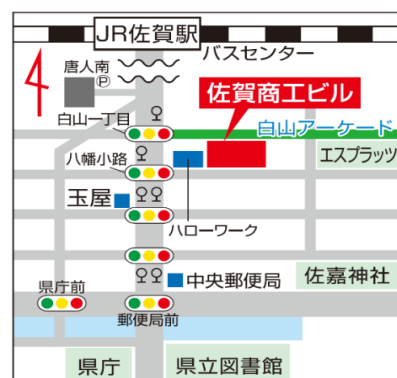 JR佐賀駅
バスセンター
唐人南
P
佐賀商工ビル
白山一丁目
白山アーケード
八幡小路
エスプラッツ
玉屋
ハローワーク
中央郵便局
佐嘉神社
県庁前
郵便局前
県庁
県立図書館